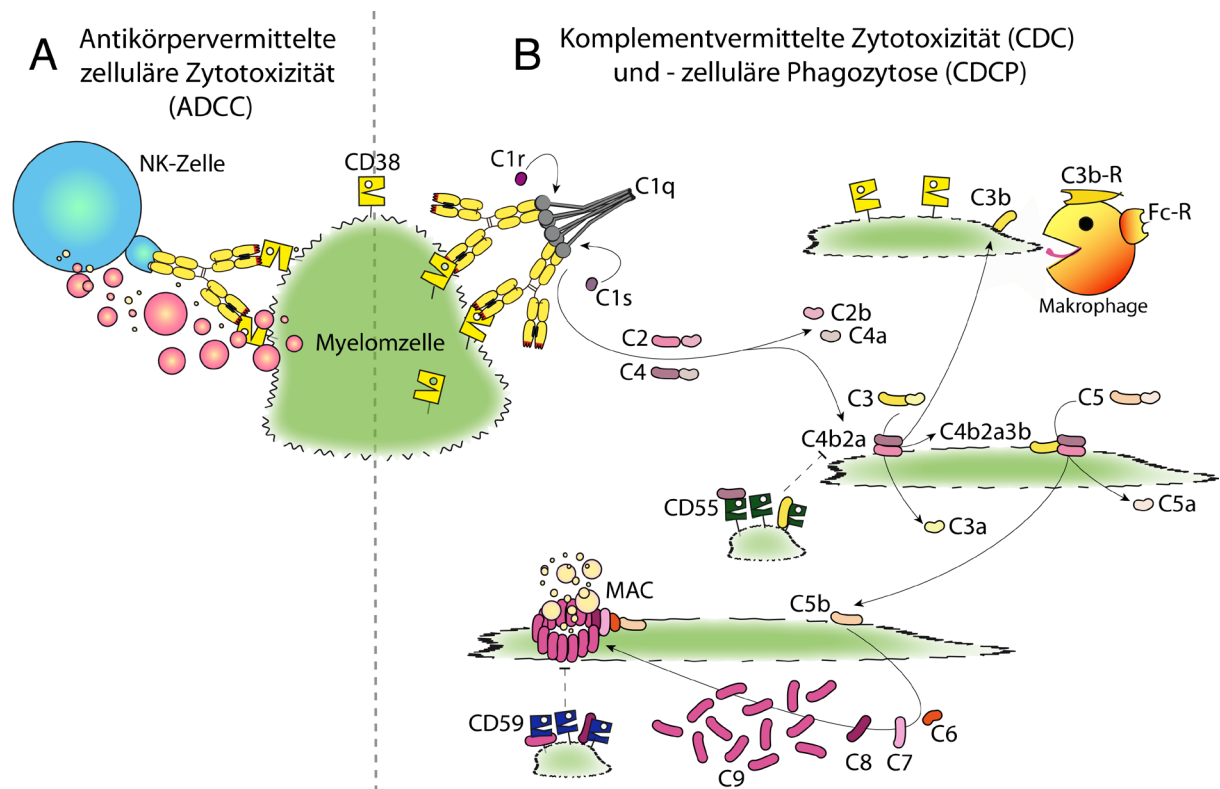 A
Antikörpervermittelte
zelluläre Zytotoxizität
(ADCC)
B
Komplementvermittelte Zytotoxizität (CDC)
und - zelluläre Phagozytose (CDCP)
NK-Zelle
CD38
Myelomzelle
C1r
C1q
C1s
C3b
C3b-R
Fc-R
Makrophage
C2
C4
C2b
C4a
C3
C4b2a
C4b2a3b
C5
C5a
C3a
CD55
MAC
C5b
CD59
C9
C8
C7
C6